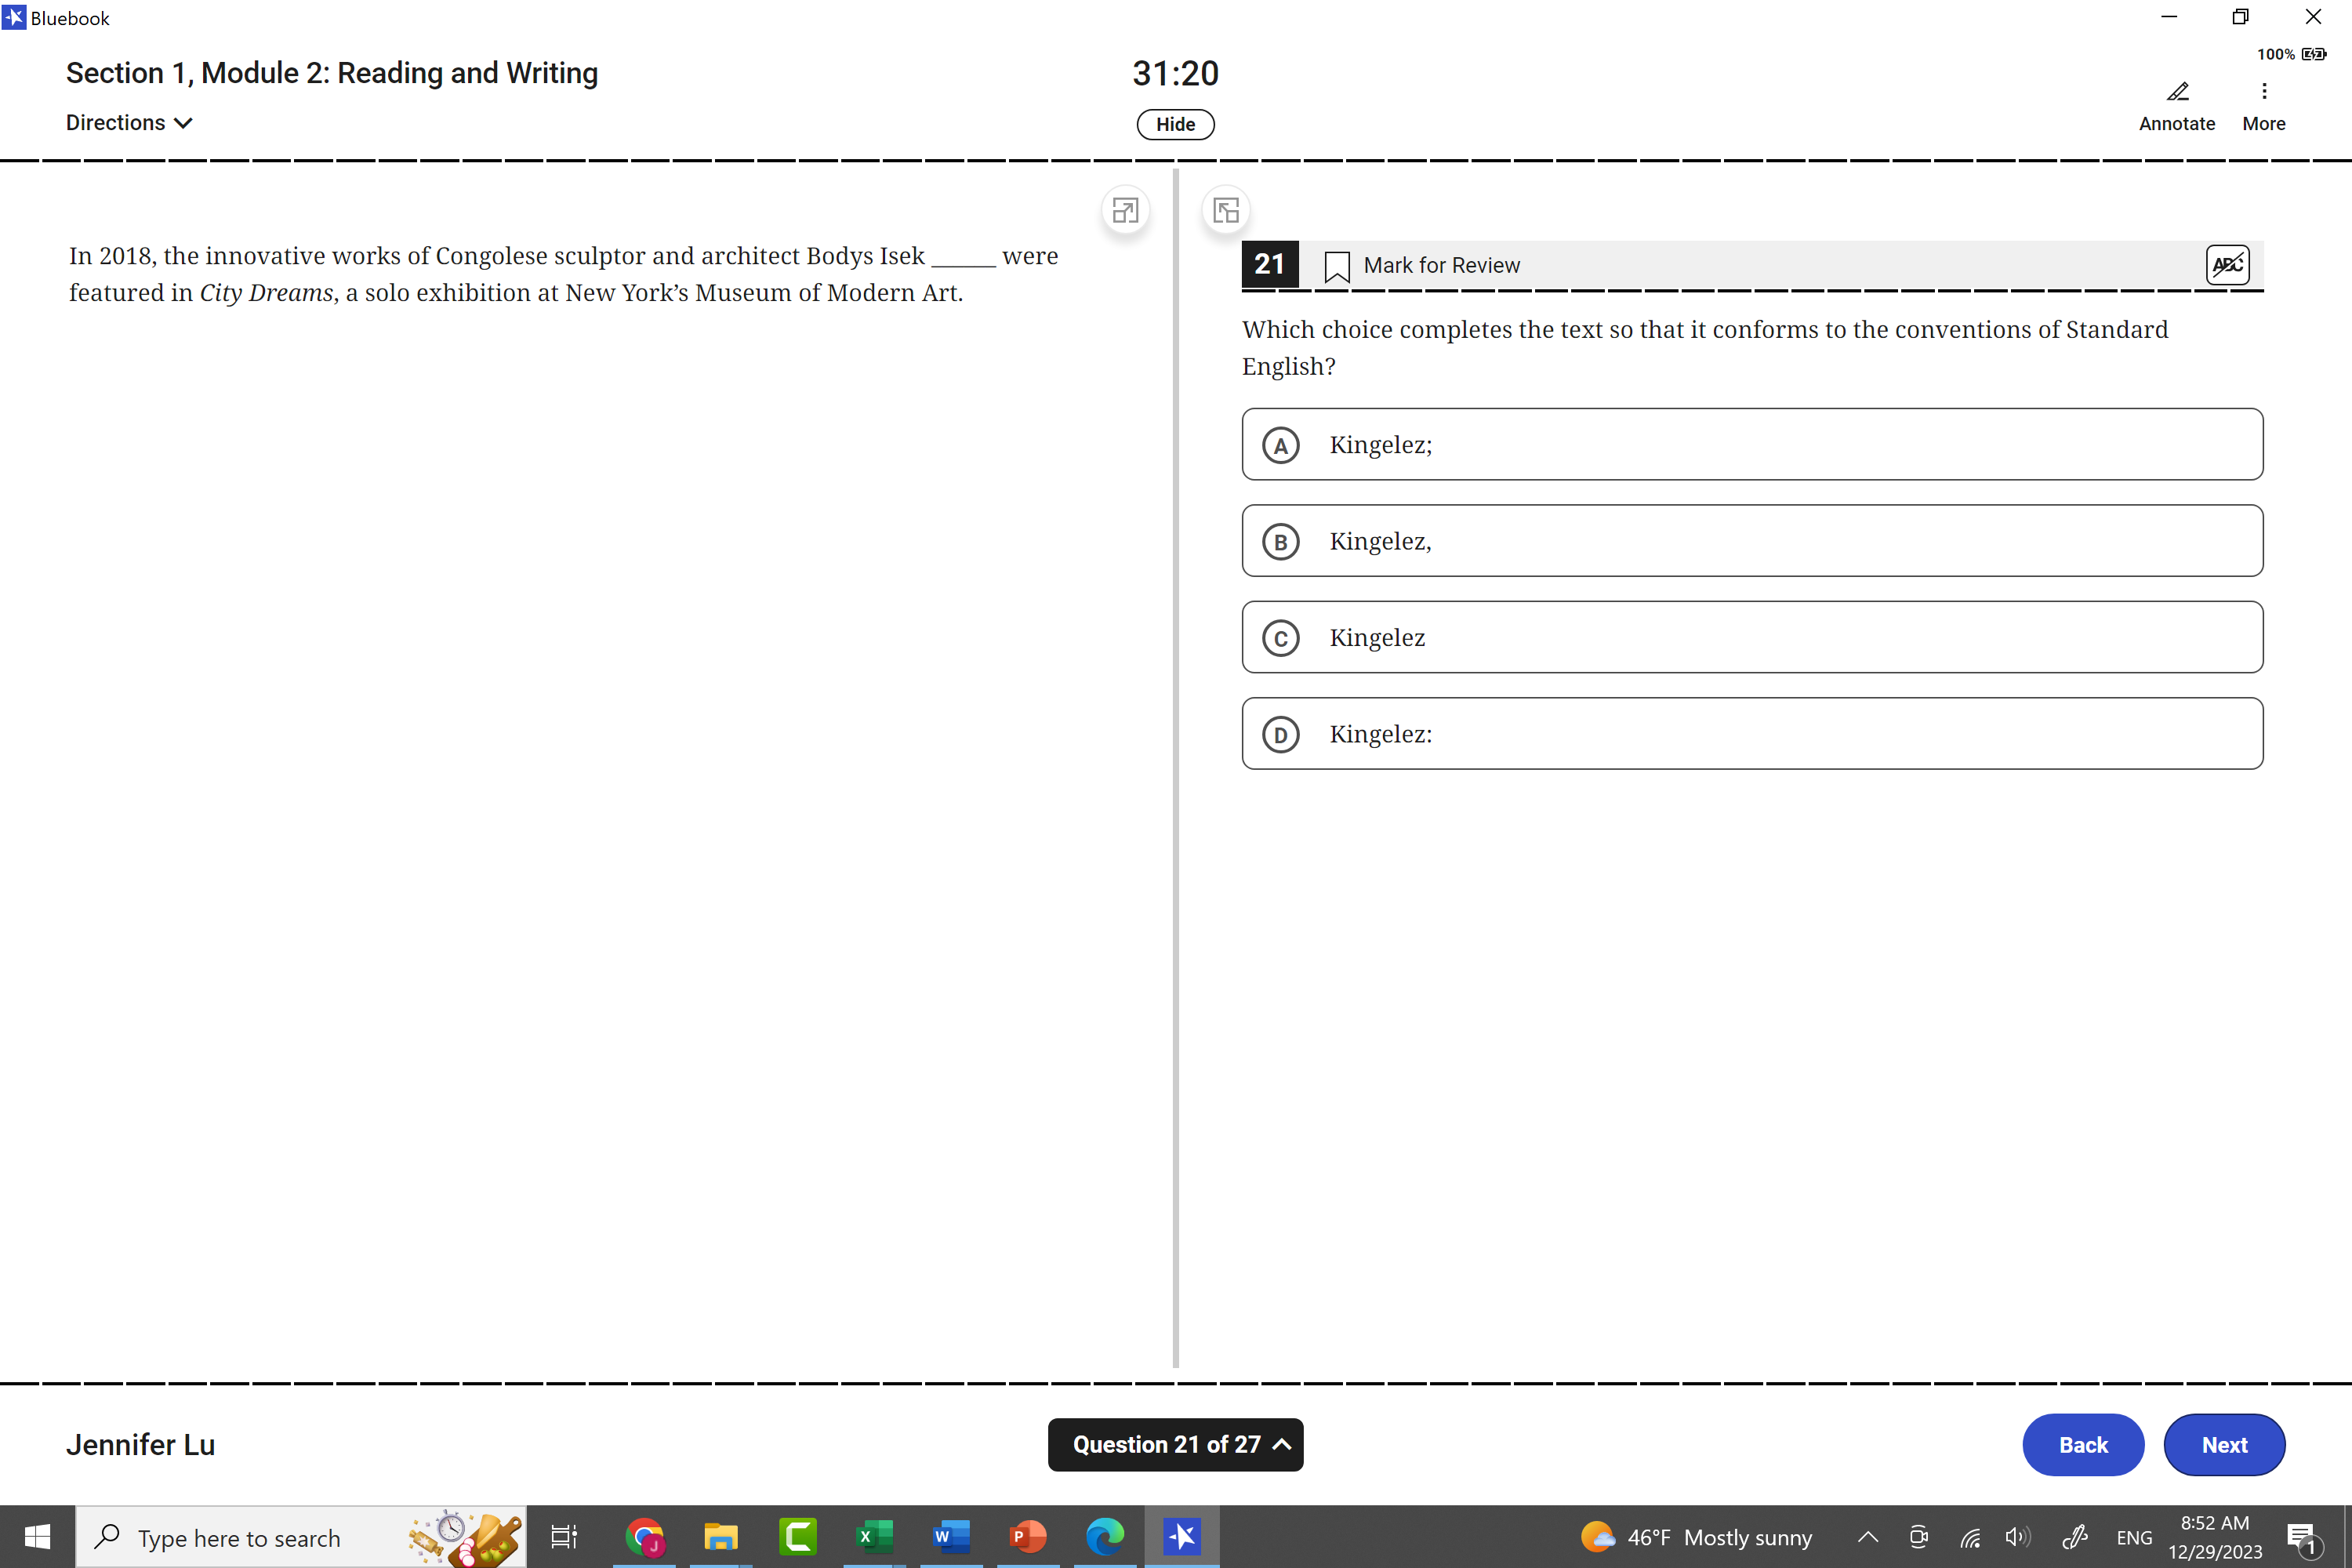 Bluebook
Section 1, Module 2: Reading and Writing
31:20
100%
Directions
Hide
Annotate
More
In 2018, the innovative works of Congolese sculptor and architect Bodys Isek ______ were
featured in City Dreams, a solo exhibition at New York’s Museum of Modern Art.
21
Mark for Review
ABC
Which choice completes the text so that it conforms to the conventions of Standard
English?
A Kingelez;
B Kingelez,
C Kingelez
D Kingelez:
Jennifer Lu
Question 21 of 27
Back
Next
Type here to search
J
X
W
P
46°F Mostly sunny
ENG
8:52 AM
12/29/2023
1